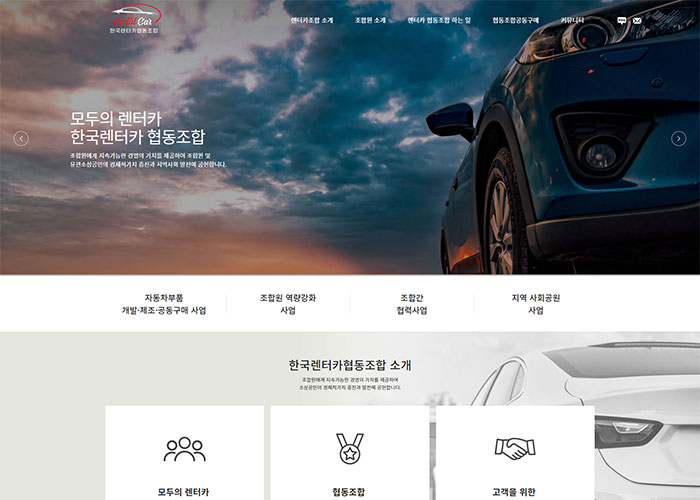 Car
한국렌터카협동조합
렌터카조합 소개
조합원 소개
렌터카 협동조합 하는 일
협동조합공동구매
커뮤니티
모두의 렌터카
한국렌터카 협동조합
조합원에게 지속가능한 경영의 가치를 제공하여 조합원 및
유관소상공인의 경제적가치 증진과 지역사회 발전에 공헌합니다.
자동차부품
개발·제조·공동구매 사업
조합원 역량강화
사업
조합간
협력사업
지역 사회공원
사업
한국렌터카협동조합 소개
조합원에게 지속가능한 경영의 가치를 제공하여
소상공인의 경제적가치 증진과 발전에 공헌합니다.
모두의 렌터카
협동조합
고객을 위한